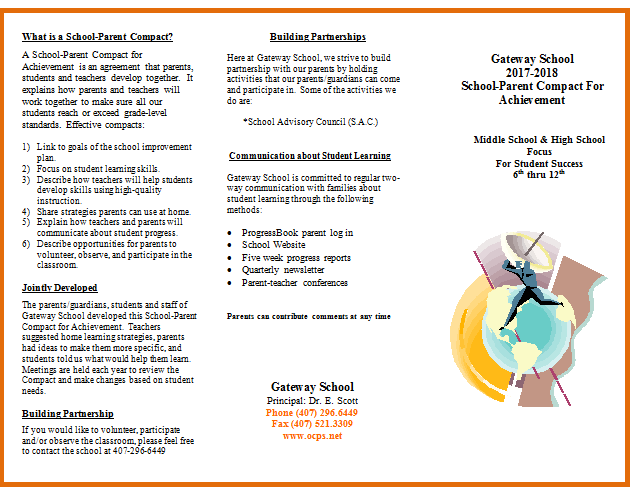 What is a School-Parent Compact?
A School-Parent Compact for
Achievement is an agreement that parents,
students and teachers develop together. It
explains how parents and teachers will
work together to make sure all our
students reach or exceed grade-level
standards. Effective compacts:
1) Link to goals of the school improvement
plan.
2) Focus on student learning skills.
3) Describe how teachers will help students
develop skills using high-quality
instruction.
4) Share strategies parents can use at home.
5) Explain how teachers and parents will
communicate about student progress.
6) Describe opportunities for parents to
volunteer, observe, and participate in the
classroom.
Jointly Developed
The parents/guardians, students and staff of
Gateway School developed this School-Parent
Compact for Achievement. Teachers
suggested home learning strategies, parents
had ideas to make them more specific, and
students told us what would help them learn.
Meetings are held each year to review the
Compact and make changes based on student
needs.
Building Partnership
If you would like to volunteer, participate
and/or observe the classroom, please feel free
to contact the school at 407-296-6449
Building Partnerships
Here at Gateway School, we strive to build
partnership with our parents by holding
activities that our parents/guardians can come
and participate in. Some of the activities we
do are:
*School Advisory Council (S.A.C.)
Communication about Student Learning
Gateway School is committed to regular two-
way communication with families about
student learning through the following
methods:
• ProgressBook parent log in
• School Website
• Five week progress reports
• Quarterly newsletter
• Parent-teacher conferences
Parents can contribute comments at any time
Gateway School
Principal: Dr. E. Scott
Phone (407) 296.6449
Fax (407) 521.3309
www.ocps.net
Gateway School
2017-2018
School-Parent Compact For
Achievement
Middle School & High School
Focus
For Student Success
6th thru 12th